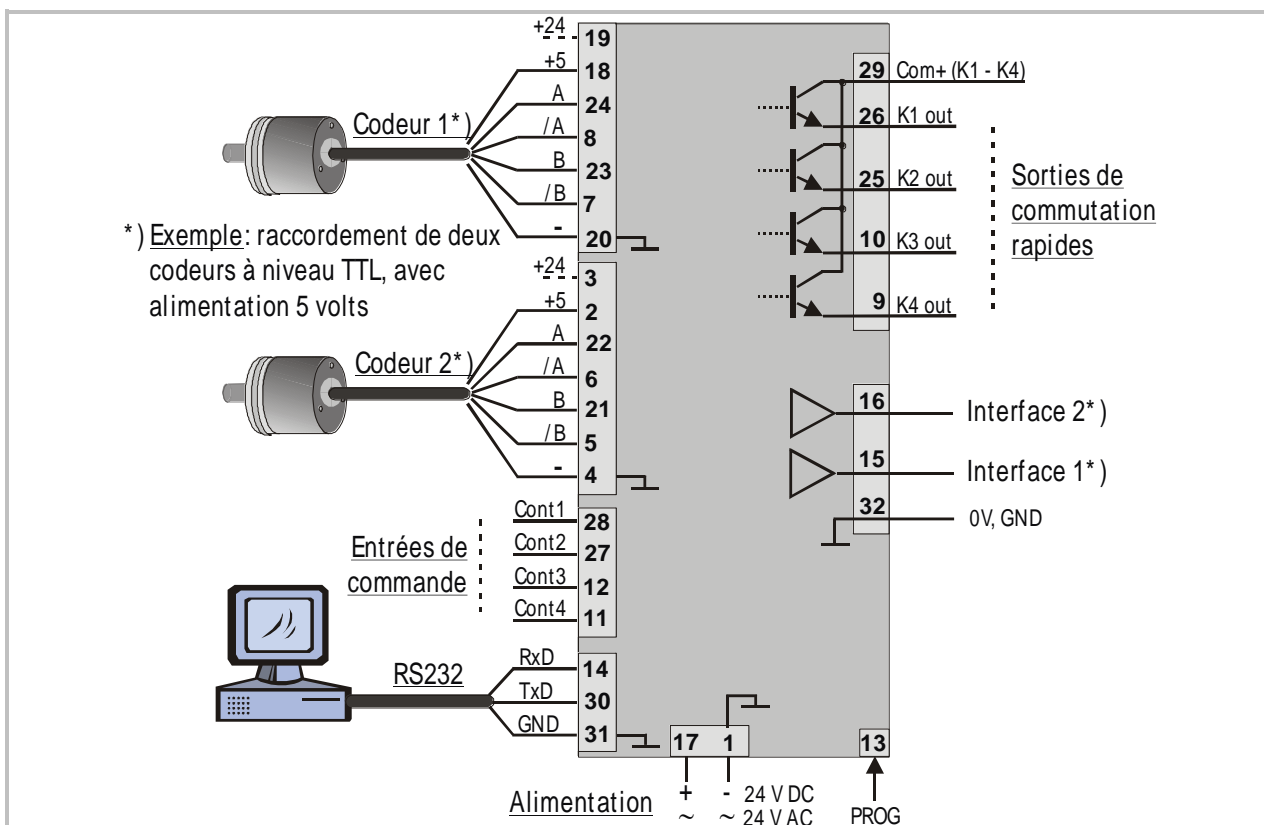 +24 19
+5 18
A 24
/A 8
B 23
/B 7
- 20
Codeur 1*)
*) Exemple: raccordement de deux
codeurs à niveau TTL, avec
alimentation 5 volts
+24 3
+5 2
A 22
/A 6
B 21
/B 5
- 4
Codeur 2*)
Entrées de
commande
Cont1 28
Cont2 27
Cont3 12
Cont4 11
RS232
RxD 14
TxD 30
GND 31
29 Com+ (K1 - K4)
26 K1 out
25 K2 out
10 K3 out
9 K4 out
Sorties de
commutation
rapides
16 Interface 2*)
15 Interface 1*)
32 0V, GND
17 1
13
Alimentation
+ - 24 V DC
~ ~ 24 V AC
PROG